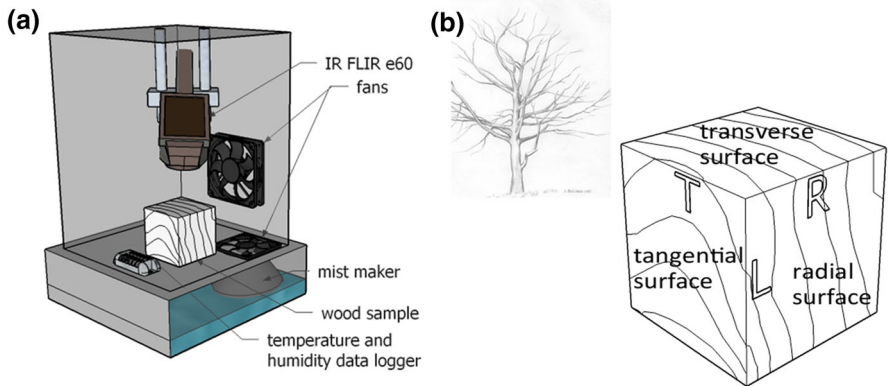 (a)
IR FLIR e60
fans
mist maker
wood sample
temperature and
humidity data logger
(b)
transverse
surface
T
R
tangential
surface
L
radial
surface